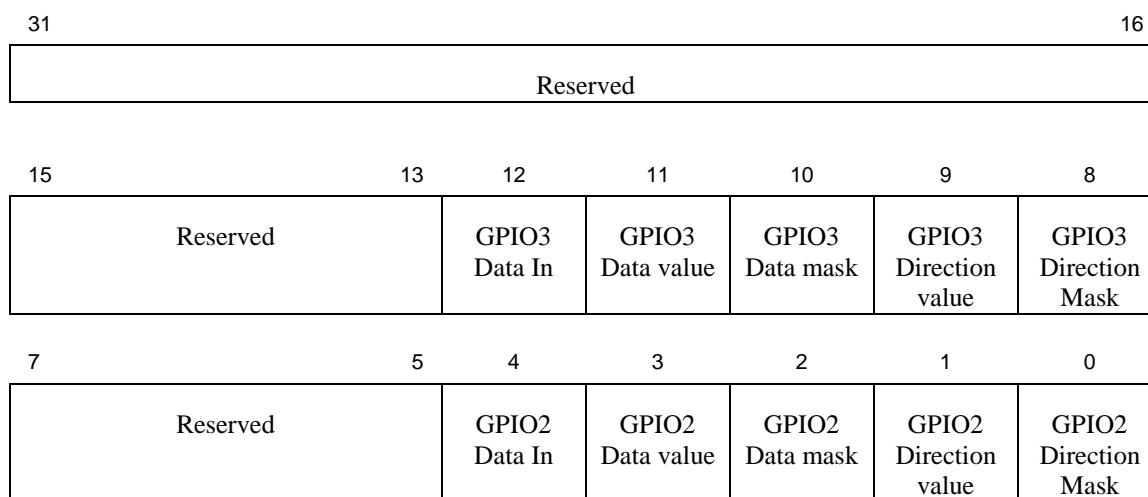 31 16
Reserved
15 13 12 11 10 9 8
Reserved GPIO3 GPIO3 GPIO3 GPIO3 GPIO3
Data In Data value Data mask Direction Direction
value Mask
7 5 4 3 2 1 0
Reserved GPIO2 GPIO2 GPIO2 GPIO2 GPIO2
Data In Data value Data mask Direction Direction
value Mask